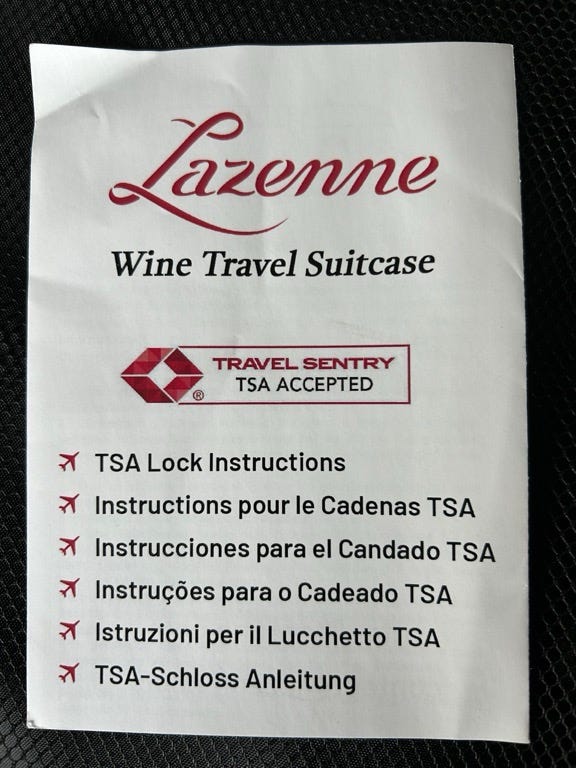 Lazenne
Wine Travel Suitcase
TRAVEL SENTRY
TSA ACCEPTED
®
TSA Lock Instructions
Instructions pour le Cadenas TSA
Instrucciones para el Candado TSA
Instruções para o Cadeado TSA
Istruzioni per il Lucchetto TSA
TSA-Schloss Anleitung